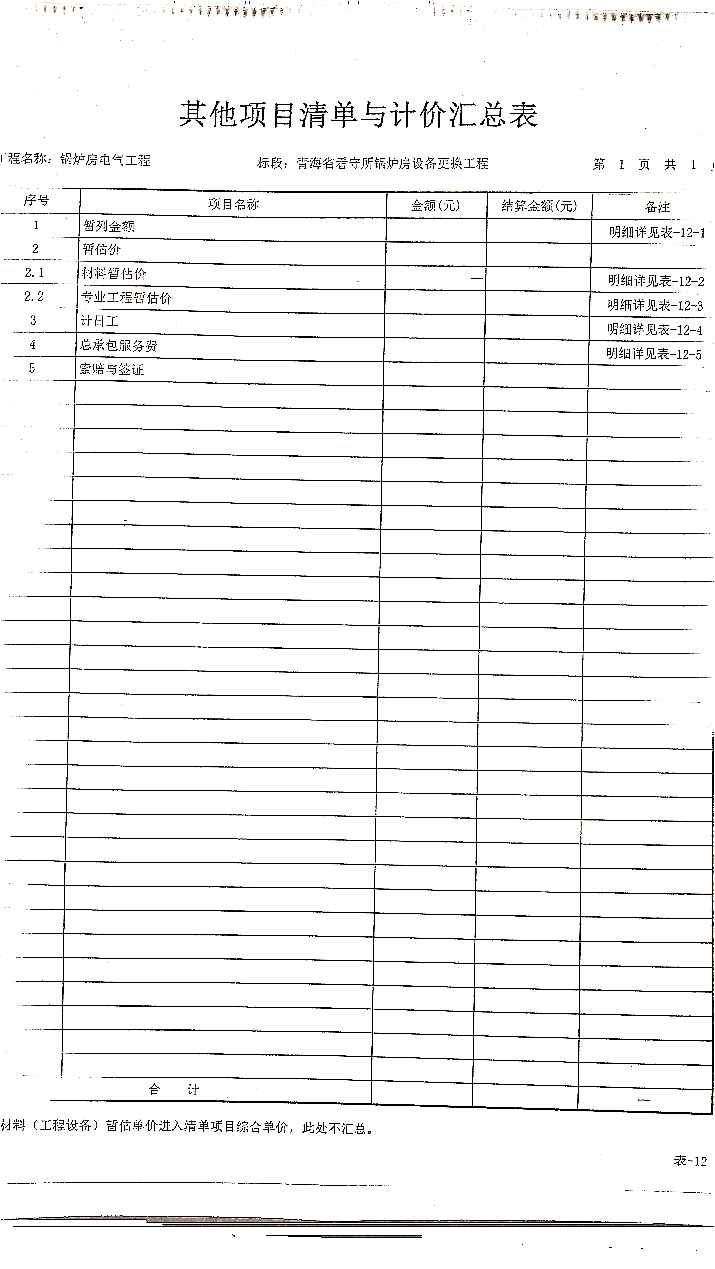 其他项目清单与计价汇总表
工程名称：锅炉房电气工程 标段：青海省看守所锅炉房设备更换工程 第 1 页 共 1
序号 项目名称 金额(元) 结算金额(元) 备注
1 暂列金额 明细详见表-12-1
2 暂估价
2.1 材料暂估价 — 明细详见表-12-2
2.2 专业工程暂估价 明细详见表-12-3
3 计日工 明细详见表-12-4
4 总承包服务费 明细详见表-12-5
5 索赔与签证
合 计 —
材料（工程设备）暂估单价进入清单项目综合单价，此处不汇总。
表-12